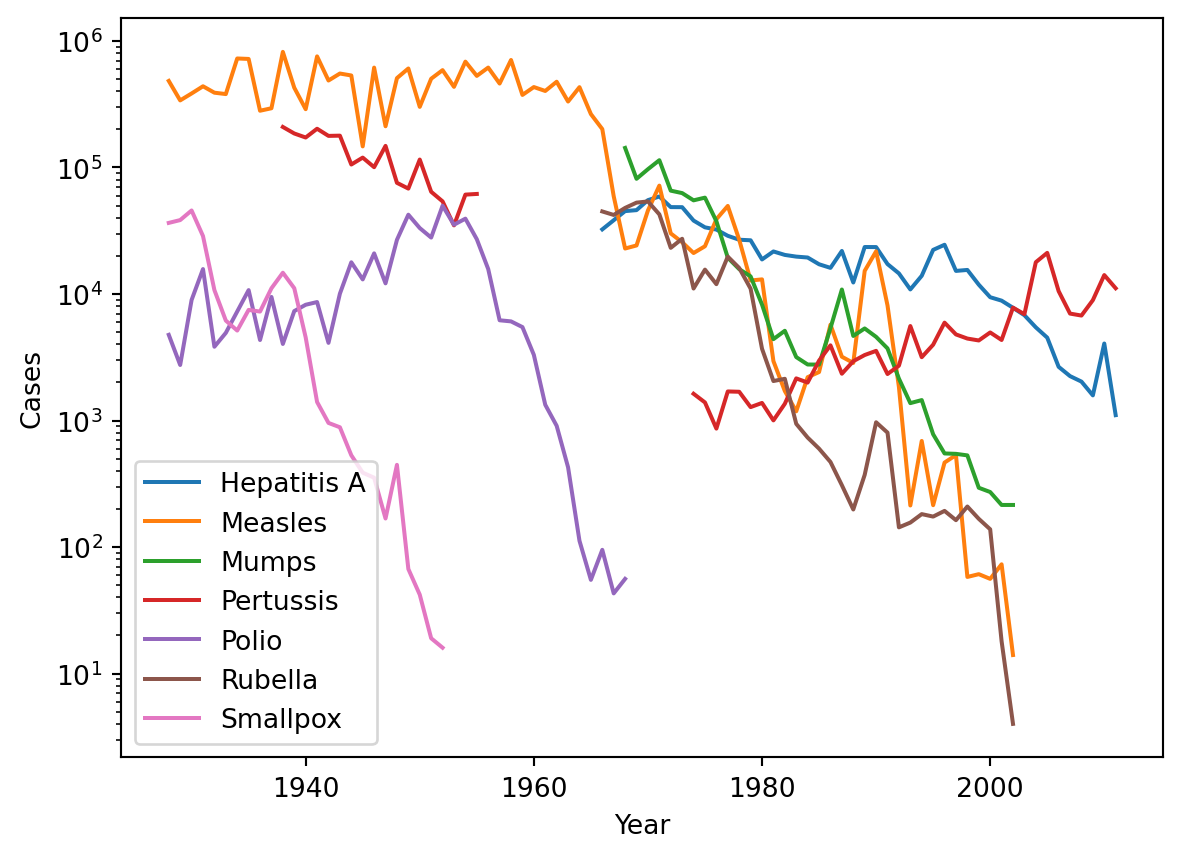 10⁶
10⁵
10⁴
10³
10²
10¹
Cases
Hepatitis A
Measles
Mumps
Pertussis
Polio
Rubella
Smallpox
1940 1960 1980 2000
Year